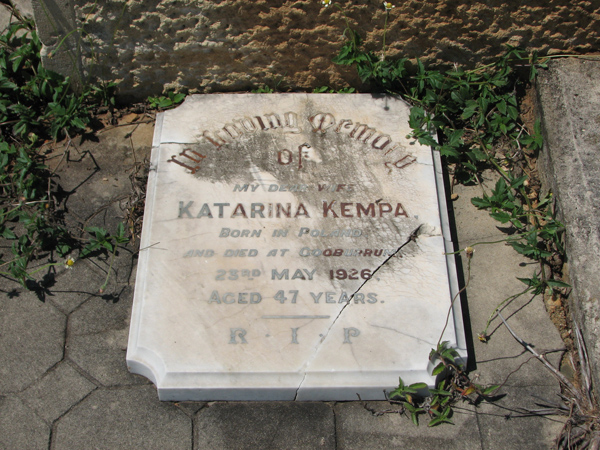 In Loving Memory
of
MY DEAR WIFE
KATARINA KEMPA
BORN IN POLAND
AND DIED AT
23RD MAY 1926
AGED 47 YEARS.
R · I · P